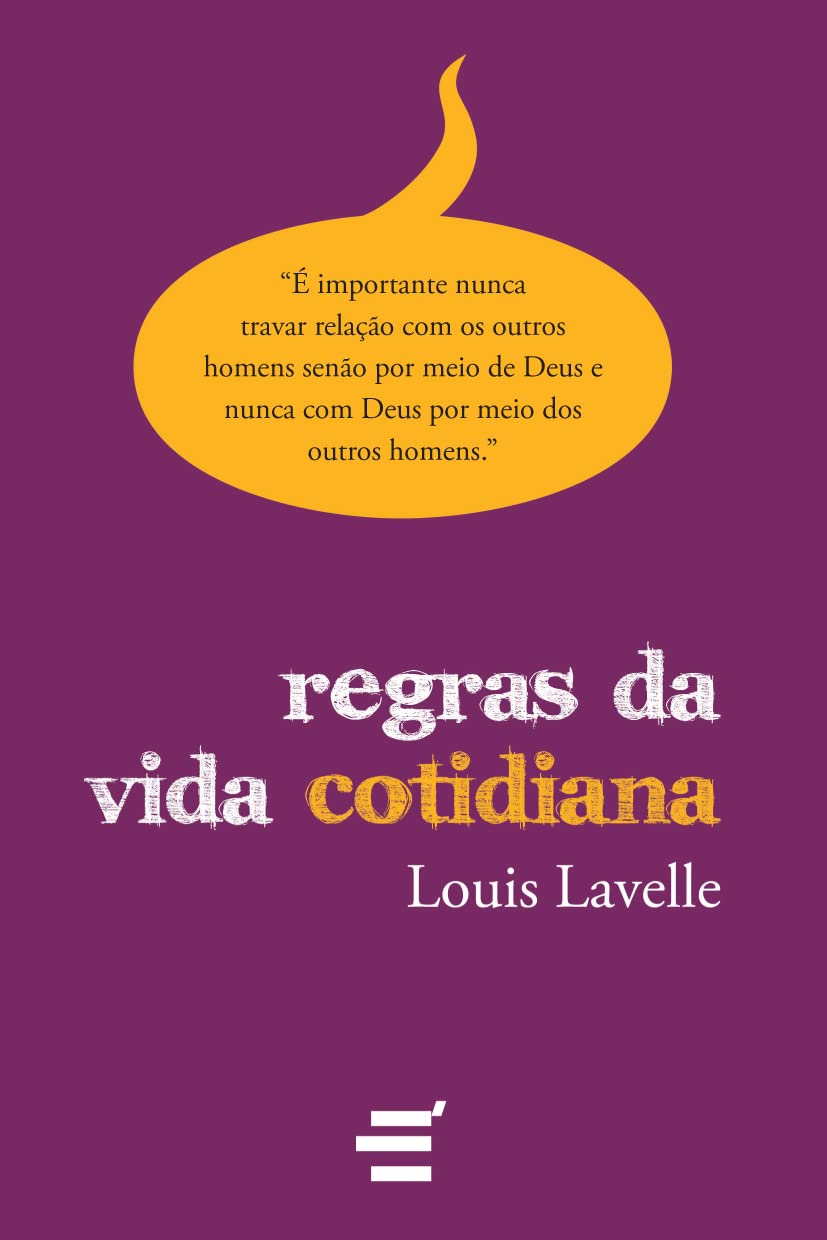 “É importante nunca
travar relação com os outros
homens senão por meio de Deus e
nunca com Deus por meio dos
outros homens.”
regras da
vida cotidiana
Louis Lavelle
É